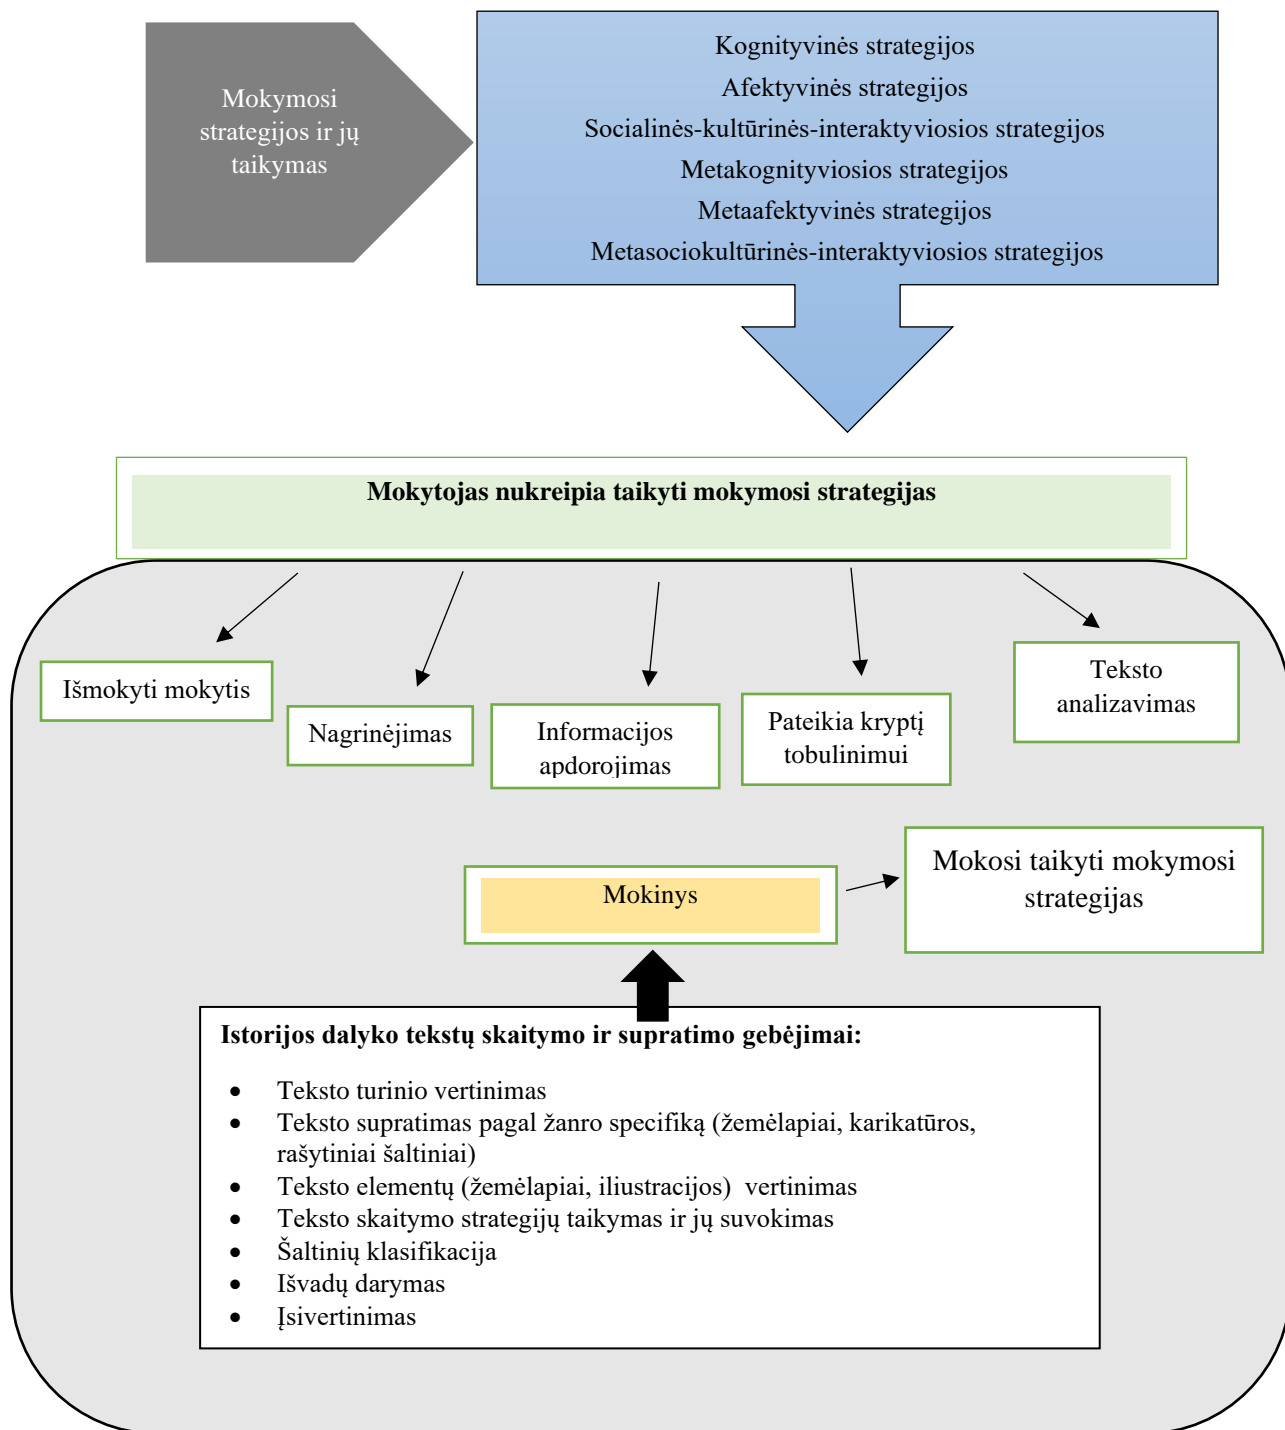 Mokymosi
strategijos ir jų
taikymas
Kognityvinės strategijos
Afektyvinės strategijos
Socialinės-kultūrinės-interaktyviosios strategijos
Metakognityviosios strategijos
Metaafektyvinės strategijos
Metasociokultūrinės-interaktyviosios strategijos
Mokytojas nukreipia taikyti mokymosi strategijas
Išmokyti mokytis
Nagrinėjimas
Informacijos
apdorojimas
Pateikia kryptį
tobulinimui
Teksto
analizavimas
Mokinys
Mokosi taikyti mokymosi
strategijas
Istorijos dalyko tekstų skaitymo ir supratimo gebėjimai:
• Teksto turinio vertinimas
• Teksto supratimas pagal žanro specifiką (žemėlapiai, karikatūros,
rašytiniai šaltiniai)
• Teksto elementų (žemėlapiai, iliustracijos) vertinimas
• Teksto skaitymo strategijų taikymas ir jų suvokimas
• Šaltinių klasifikacija
• Išvadų darymas
• Įsivertinimas